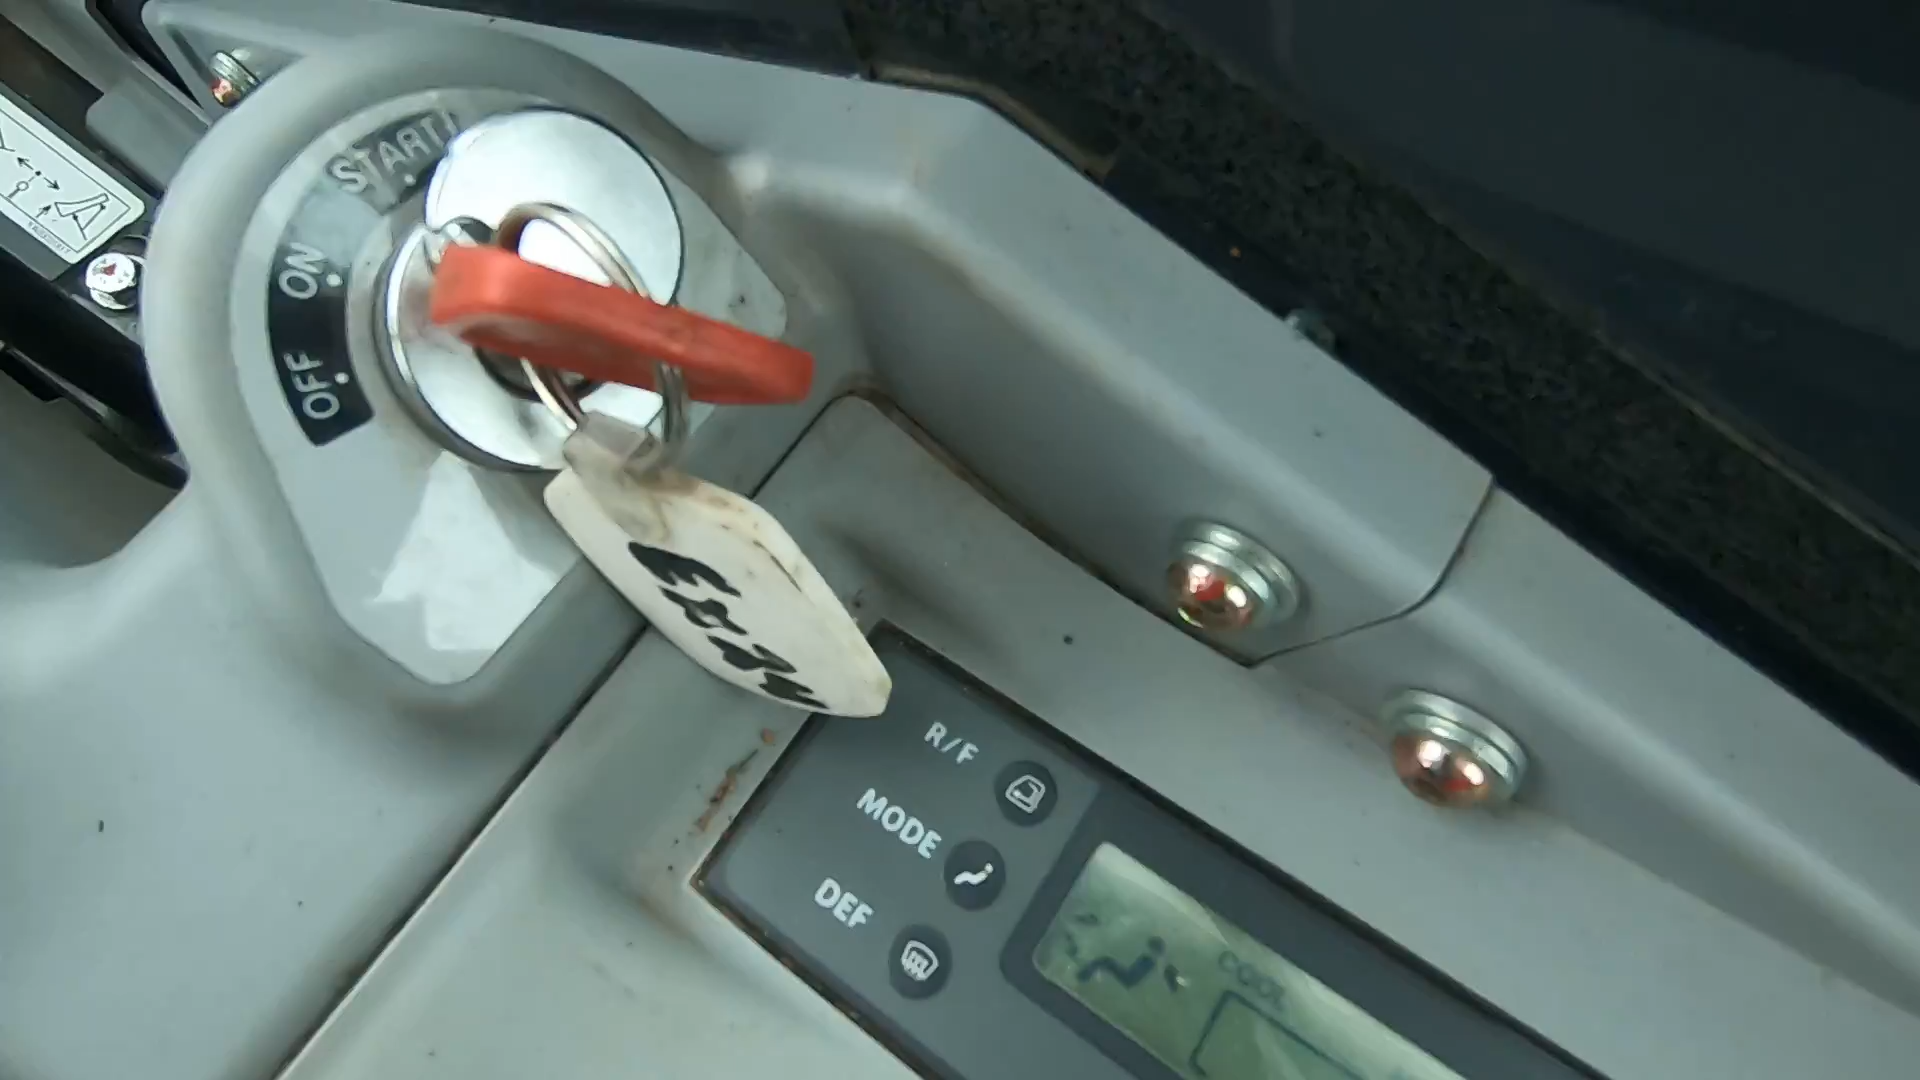 START
ON
OFF
R/F
MODE
DEF
COOL